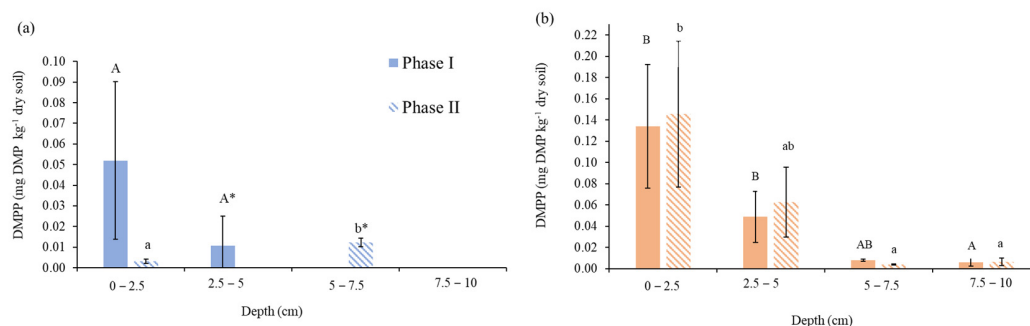 (a)
DMPP (mg DMP kg⁻¹ dry soil)
0.10
0.09
0.08
0.07
0.06
0.05
0.04
0.03
0.02
0.01
0.00
A
a
A*
b*
Phase I
Phase II
0 – 2.5
2.5 – 5
5 – 7.5
7.5 – 10
Depth (cm)
(b)
DMPP (mg DMP kg⁻¹ dry soil)
0.22
0.20
0.18
0.16
0.14
0.12
0.10
0.08
0.06
0.04
0.02
0.00
B
b
B
ab
AB
a
A
a
0 – 2.5
2.5 – 5
5 – 7.5
7.5 – 10
Depth (cm)